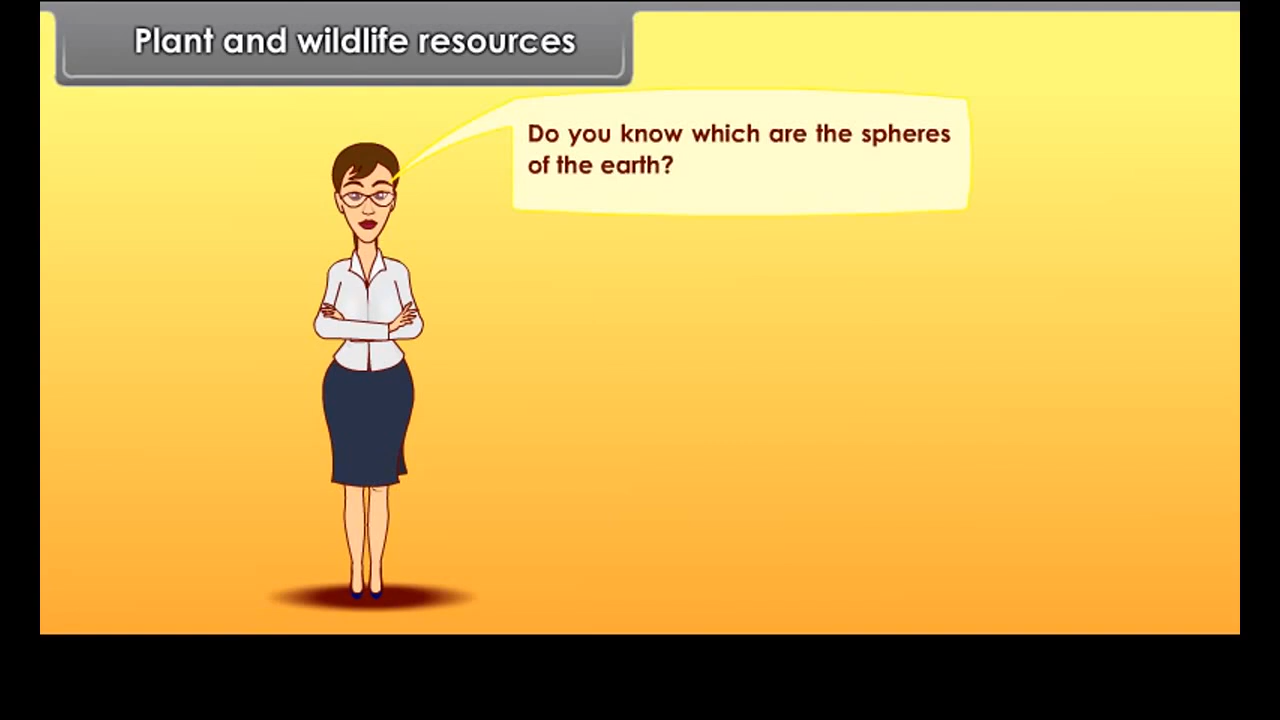 Plant and wildlife resources
Do you know which are the spheres
of the earth?